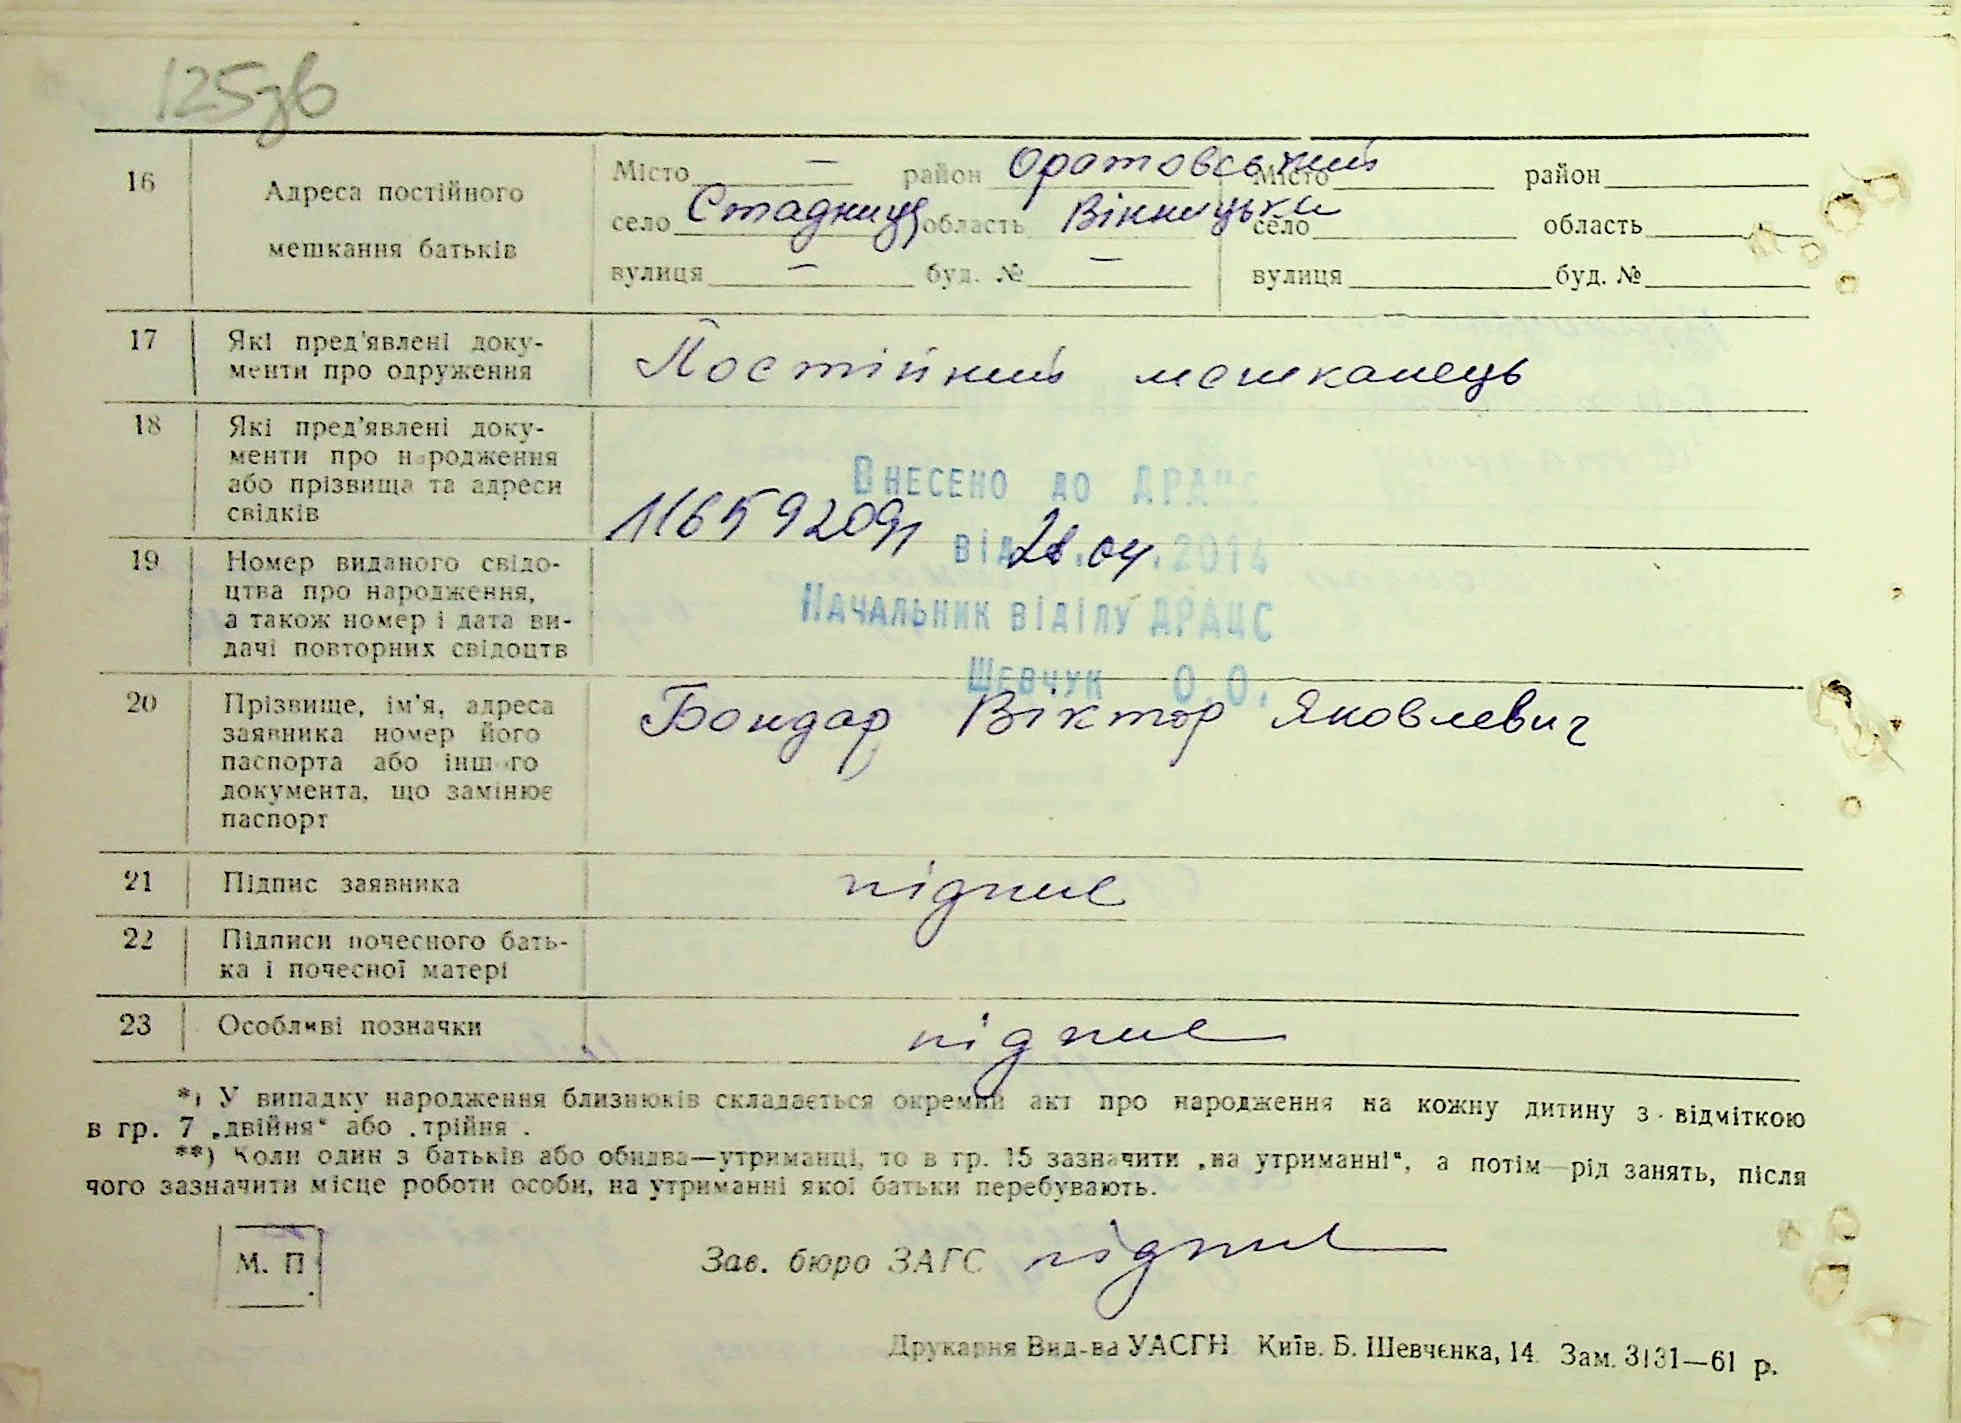 125зв
16 Адреса постійного мешкання батьків
Місто — район Оратовський Місто район
село Стадниця область Вінницька село область
вулиця — буд. № — вулиця буд. №
17 Які пред'явлені доку-
менти про одруження
Постійний мешканець
18 Які пред'явлені доку-
менти про народження
або прізвища та адреси
свідків
Внесено до ДРАЦС
від 28.04.2014
Начальник відділу ДРАЦС
Шевчук О.О.
19 Номер виданого свідо-
цтва про народження,
а також номер і дата ви-
дачі повторних свідоцтв
20 Прізвище, ім'я, адреса
заявника номер його
паспорта або іншого
документа, що замінює
паспорт
Бондар Віктор Яковлевич
21 Підпис заявника підпис
22 Підписи почесного бать-
ка і почесної матері
23 Особливі позначки підпис
*) У випадку народження близнюків складається окремий акт про народження на кожну дитину з відміткою
в гр. 7 „двійня“ або „трійня“.
**) Коли один з батьків або обидва—утриманці, то в гр. 15 зазначити „на утриманні“, а потім—рід занять, після
чого зазначити місце роботи особи, на утриманні якої батьки перебувають.
М. П.
Зав. бюро ЗАГС підпис
Друкарня Вид-ва УАСГН Київ. Б. Шевченка, 14. Зам. 3131—61 р.